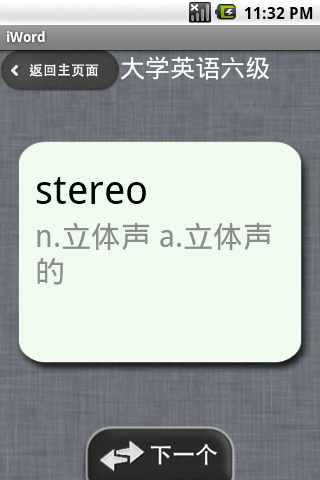 11:32 PM
iWord
返回主页面 大学英语六级
stereo
n.立体声 a.立体声
的
下一个